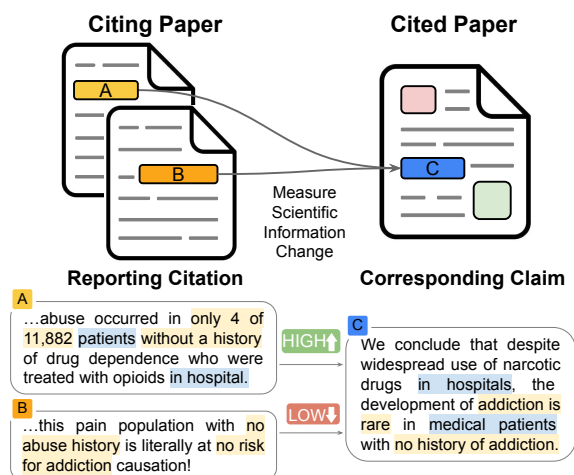 Citing Paper
Cited Paper
A
B
C
Measure
Scientific
Information
Change
Reporting Citation
Corresponding Claim
A
...abuse occurred in only 4 of
11,882 patients without a history
of drug dependence who were
treated with opioids in hospital.
HIGH
B
...this pain population with no
abuse history is literally at no risk
for addiction causation!
LOW
C
We conclude that despite
widespread use of narcotic
drugs in hospitals, the
development of addiction is
rare in medical patients
with no history of addiction.